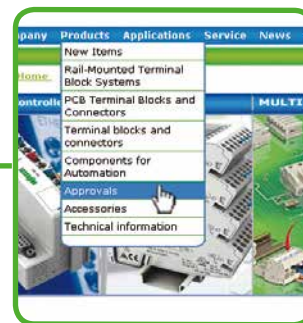 pany Products Applications Service News
New Items
Home
Rail-Mounted Terminal
Block Systems
ontrolle
PCB Terminal Blocks and
Connectors
MULTI
Terminal blocks and
connectors
Components for
Automation
Approvals
Accessories
Technical information